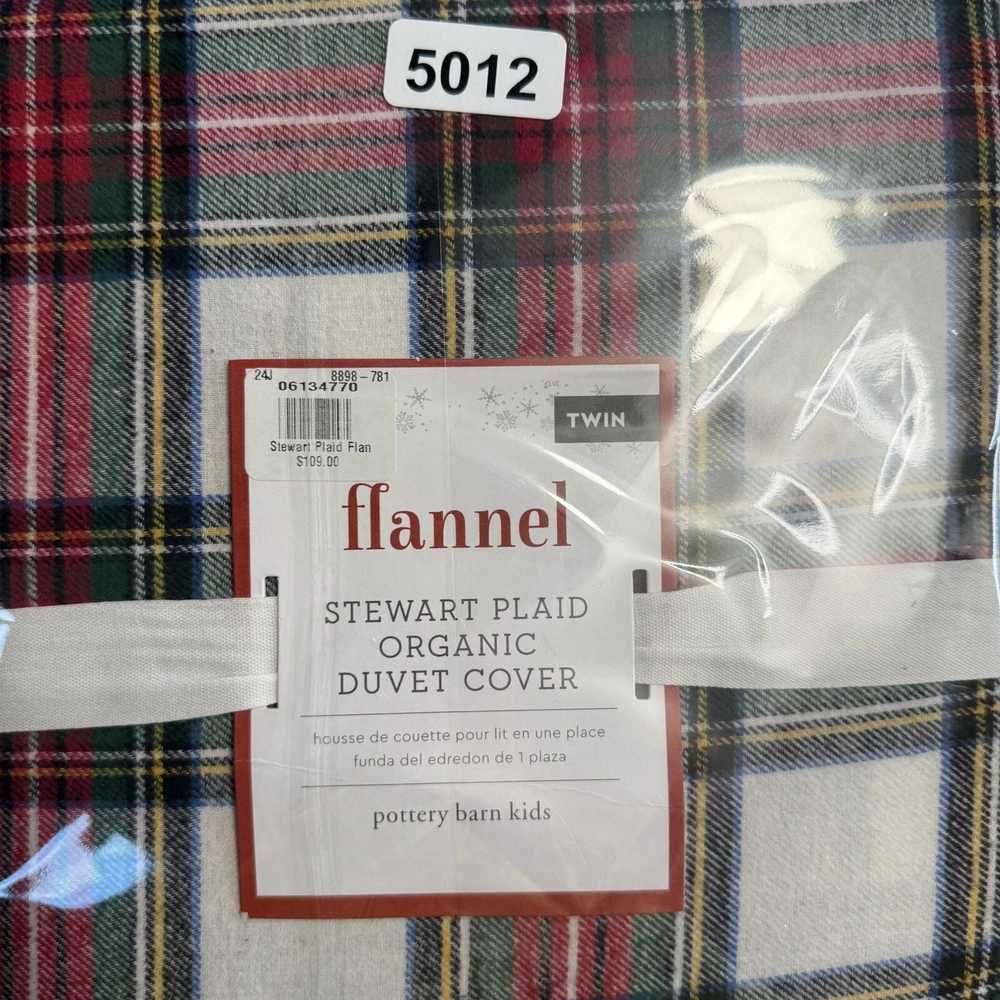 5012
24J 8898-781
06134770
Stewart Plaid Flan
$109.00
TWIN
flannel
STEWART PLAID
ORGANIC
DUVET COVER
housse de couette pour lit en une place
funda del edredon de 1 plaza
pottery barn kids